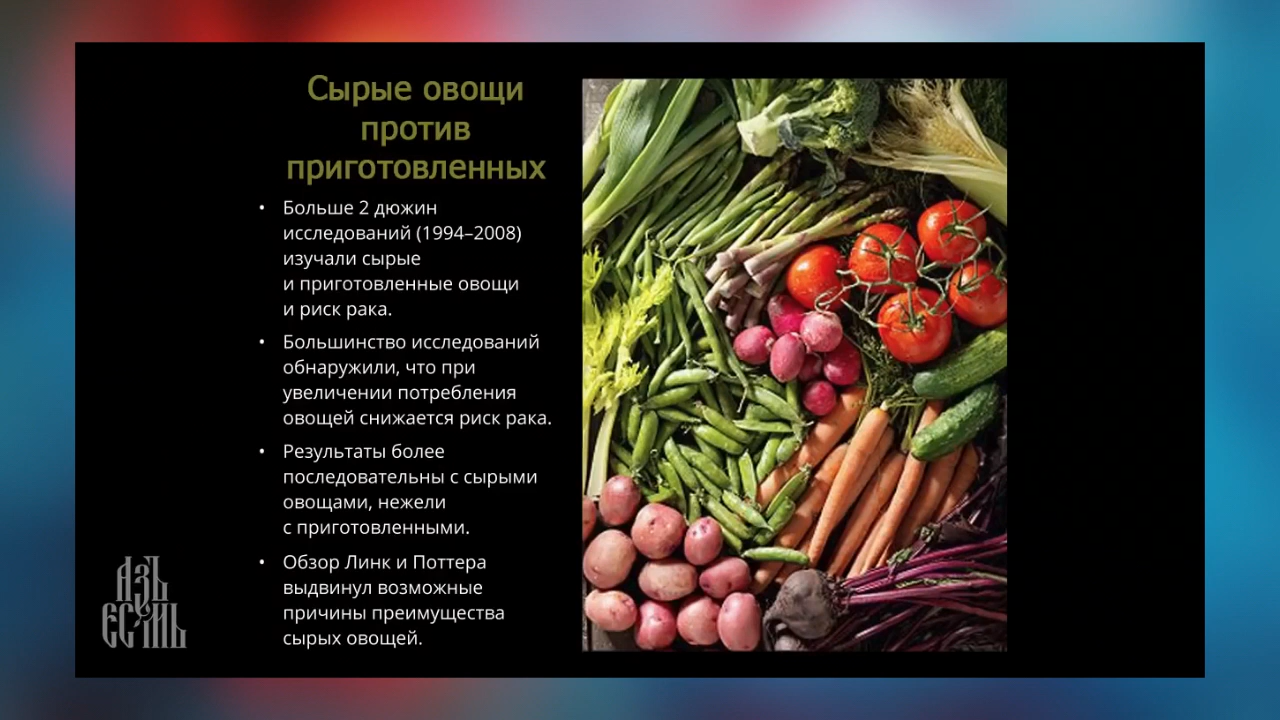 Сырые овощи
против
приготовленных
• Больше 2 дюжин
исследований (1994–2008)
изучали сырые
и приготовленные овощи
и риск рака.
• Большинство исследований
обнаружили, что при
увеличении потребления
овощей снижается риск рака.
• Результаты более
последовательны с сырыми
овощами, нежели
с приготовленными.
• Обзор Линк и Поттера
выдвинул возможные
причины преимущества
сырых овощей.
АЗЪ
ЕСМЬ